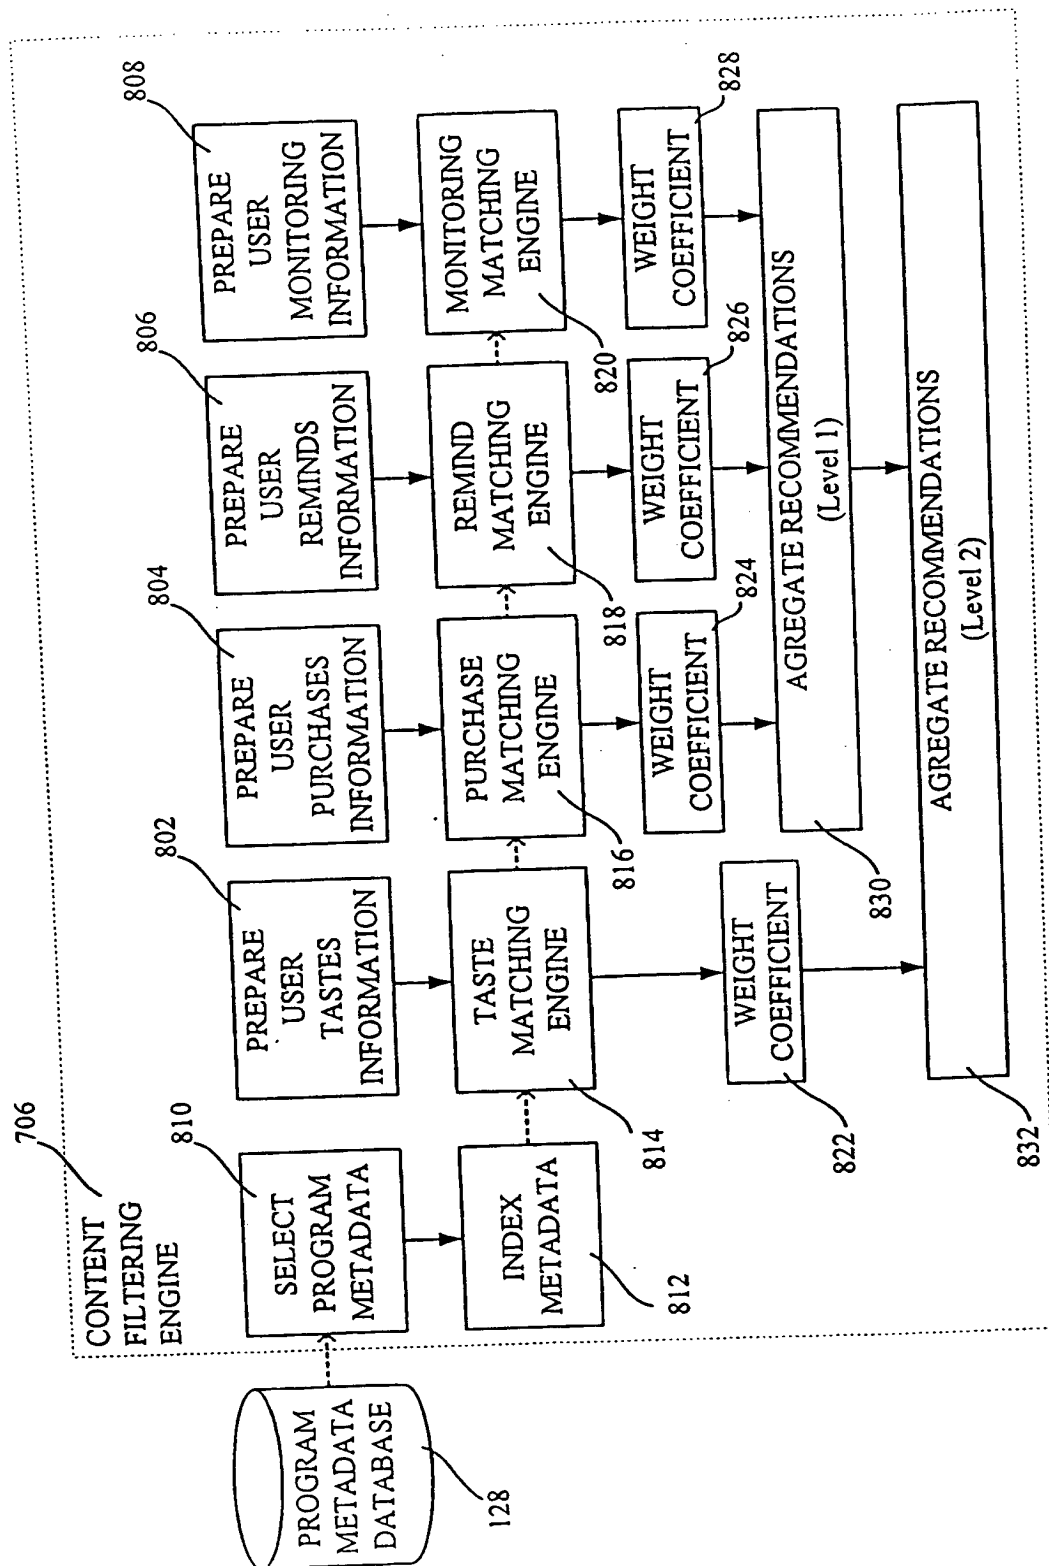 CONTENT
FILTERING
ENGINE
706
PROGRAM
METADATA
DATABASE
128
810
SELECT
PROGRAM
METADATA
802
PREPARE
USER
TASTES
INFORMATION
804
PREPARE
USER
PURCHASES
INFORMATION
806
PREPARE
USER
REMINDS
INFORMATION
808
PREPARE
USER
MONITORING
INFORMATION
INDEX
METADATA
812
TASTE
MATCHING
ENGINE
814
PURCHASE
MATCHING
ENGINE
816
REMIND
MATCHING
ENGINE
818
MONITORING
MATCHING
ENGINE
820
WEIGHT
COEFFICIENT
822
WEIGHT
COEFFICIENT
824
WEIGHT
COEFFICIENT
826
WEIGHT
COEFFICIENT
828
AGREGATE RECOMMENDATIONS
(Level 1)
830
AGREGATE RECOMMENDATIONS
(Level 2)
832